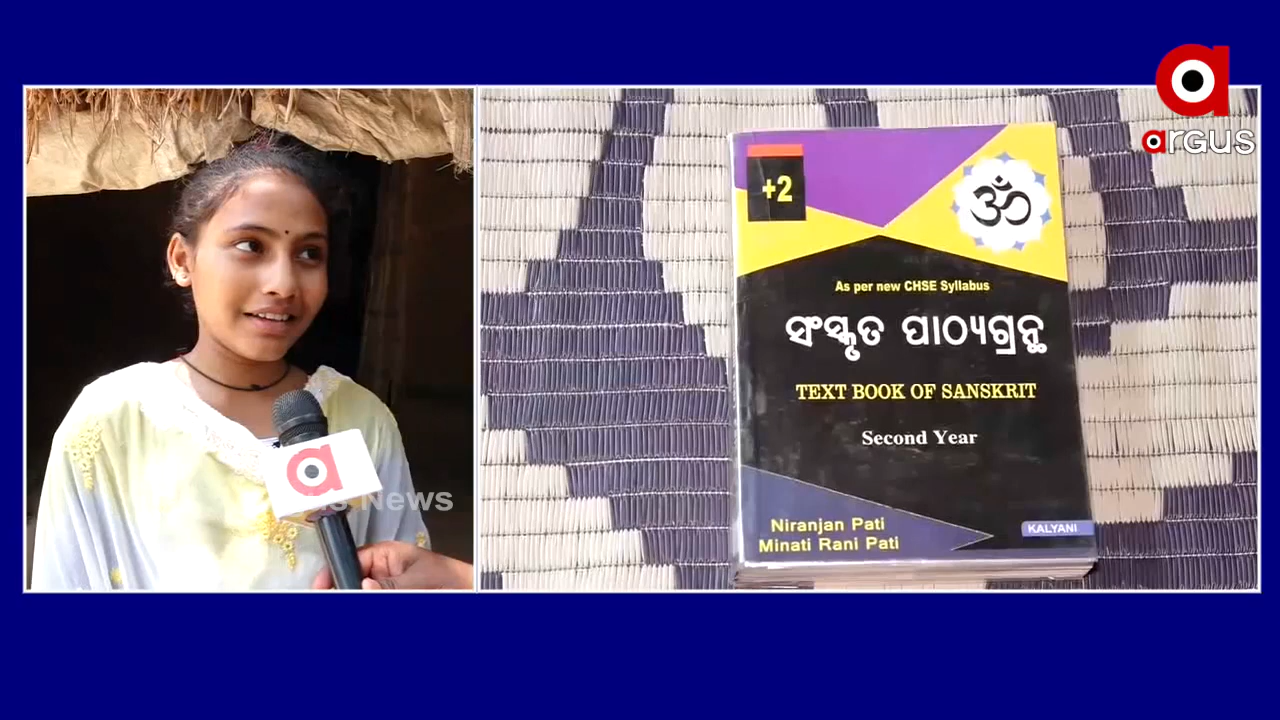 argus
+2
ॐ
As per new CHSE Syllabus
ସଂସ୍କୃତ ପାଠ୍ୟଗ୍ରନ୍ଥ
TEXT BOOK OF SANSKRIT
Second Year
Niranjan Pati
Minati Rani Pati
KALYANI
News